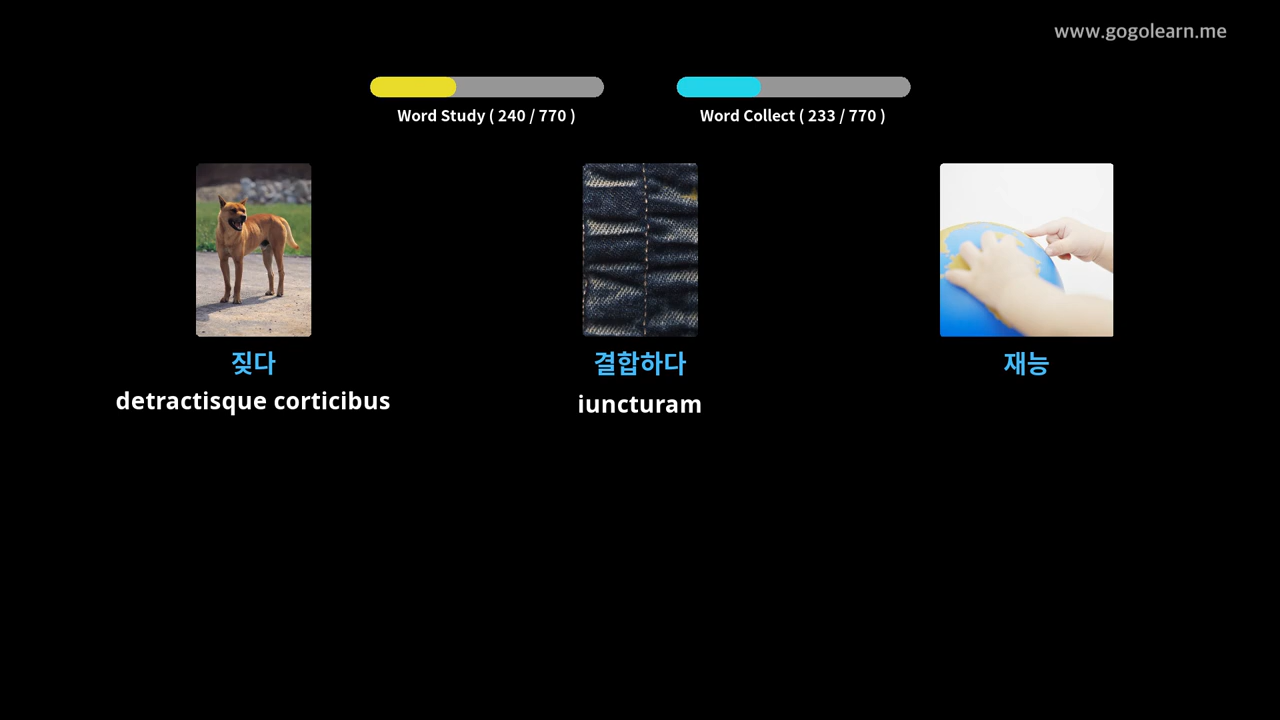 www.gogolearn.me
Word Study ( 240 / 770 )
Word Collect ( 233 / 770 )
짖다
detractisque corticibus
결합하다
iuncturam
재능